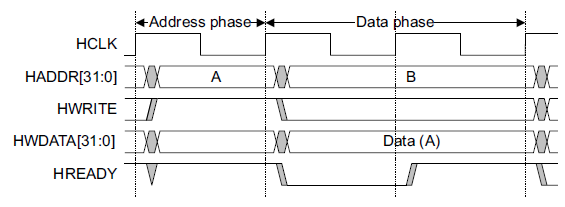 Address phase Data phase
HCLK
HADDR[31:0] A B
HWRITE
HWDATA[31:0] Data (A)
HREADY